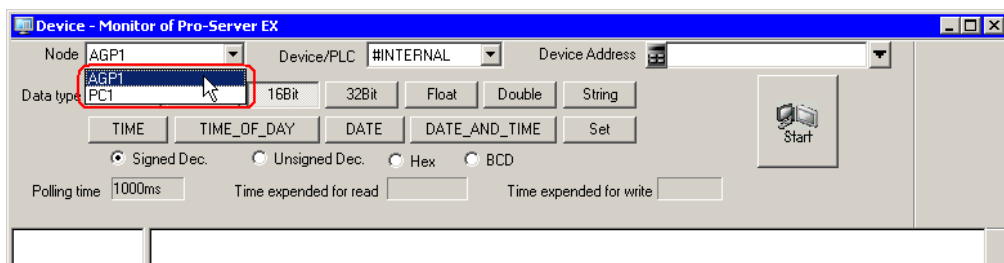 Device - Monitor of Pro-Server EX
Node AGP1 Device/PLC #INTERNAL Device Address
AGP1
Data type PC1 16Bit 32Bit Float Double String
TIME TIME_OF_DAY DATE DATE_AND_TIME Set
Start
Signed Dec. Unsigned Dec. Hex BCD
Polling time 1000ms Time expended for read Time expended for write